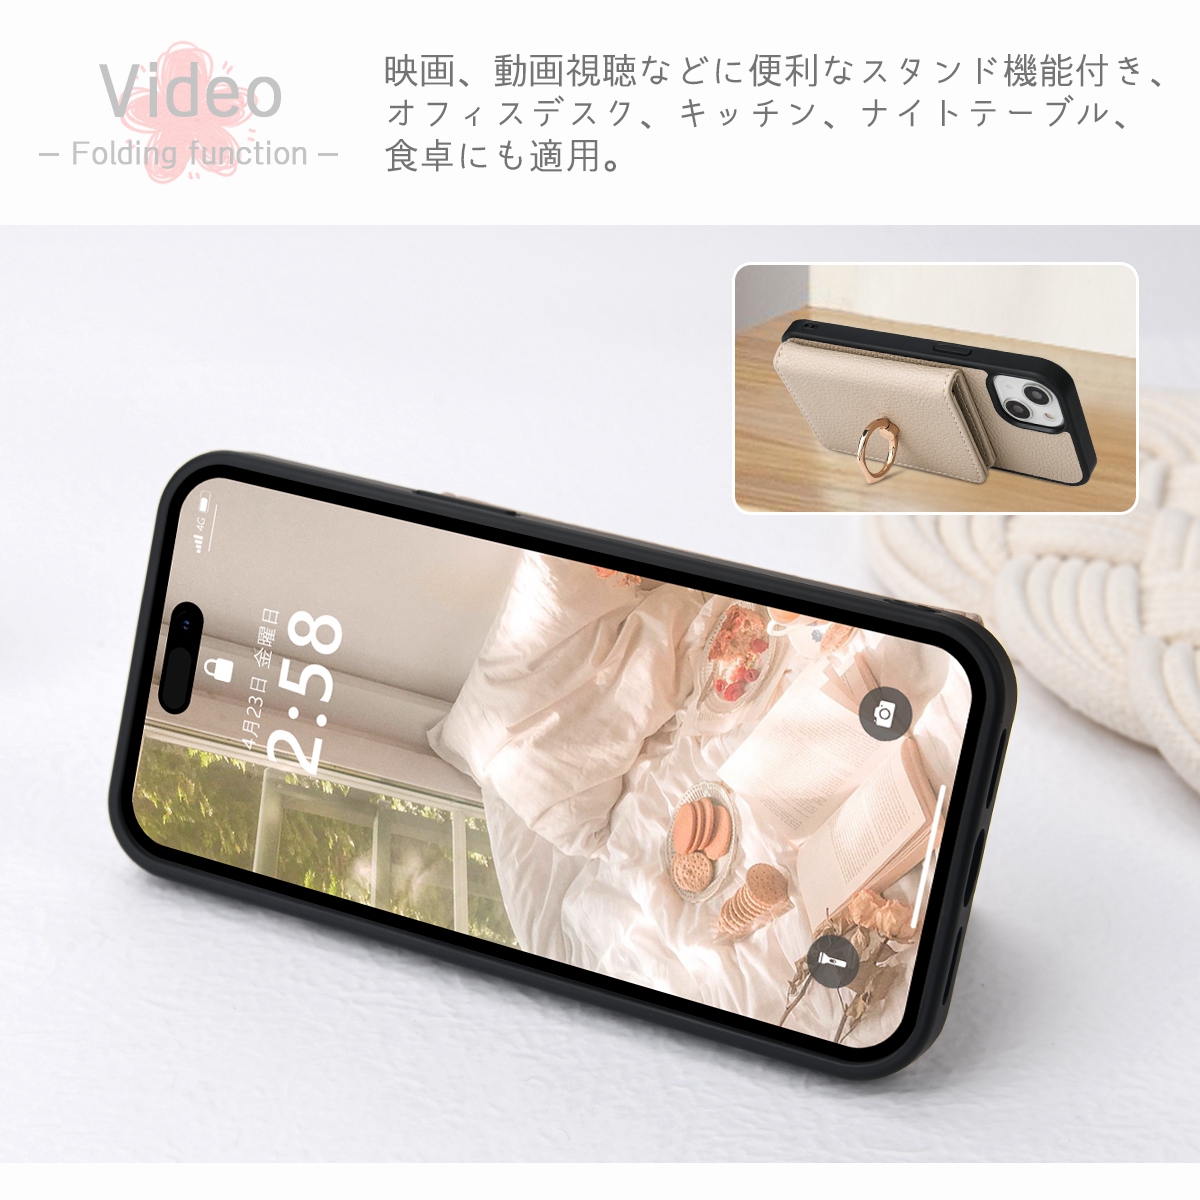 Video
— Folding function —
映画、動画視聴などに便利なスタンド機能付き、
オフィスデスク、キッチン、ナイトテーブル、
食卓にも適用。
4G
4月23日 金曜日
2:58